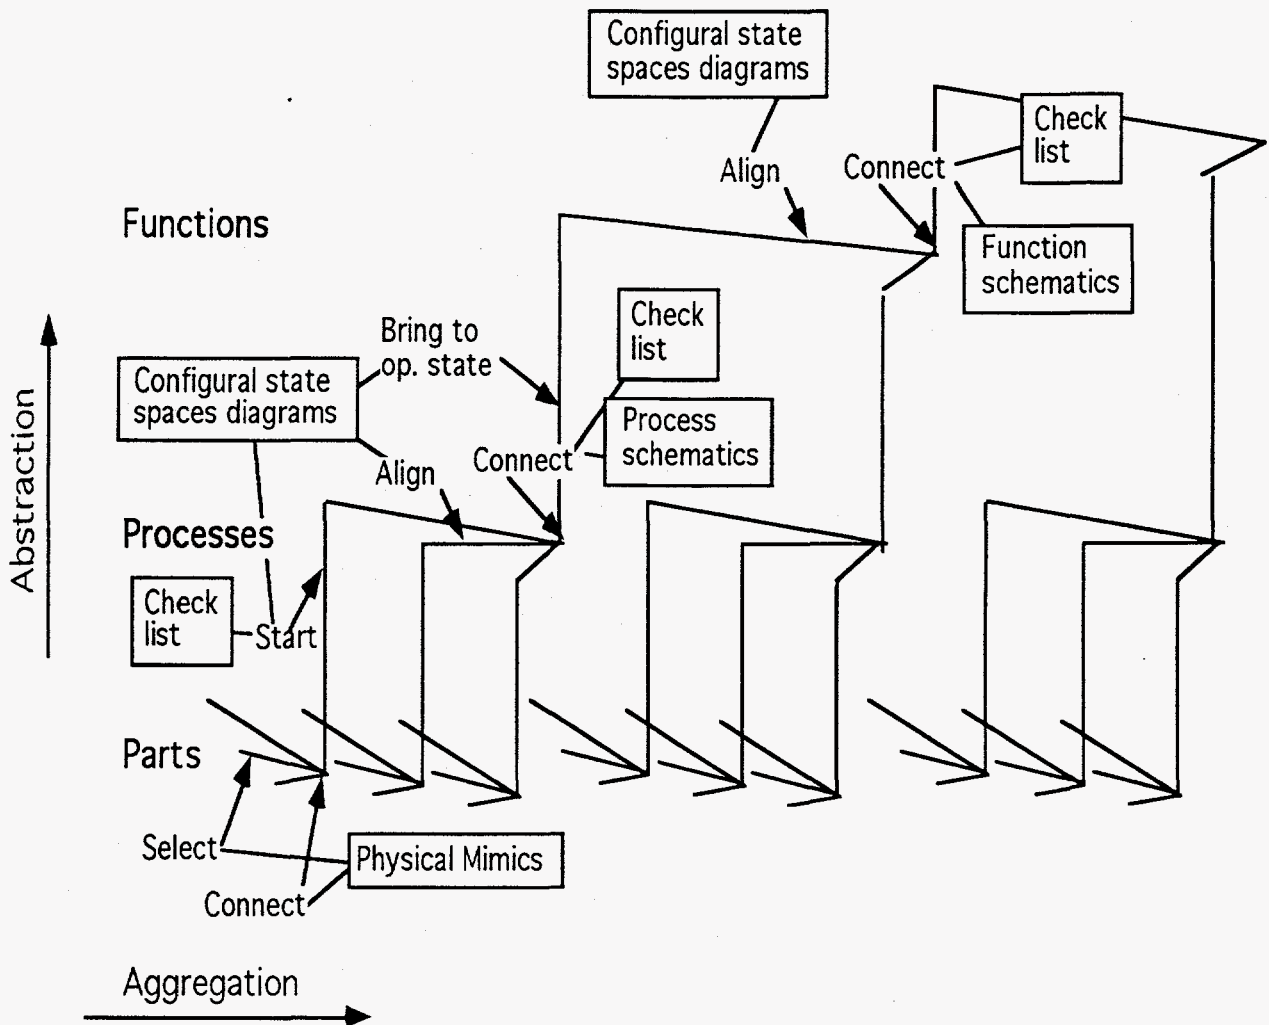 Configural state
spaces diagrams
Check
list
Align
Connect
Functions
Function
schematics
Check
list
Bring to
op. state
Configural state
spaces diagrams
Process
schematics
Align
Connect
Abstraction
Processes
Check
list
Start
Parts
Select
Physical Mimics
Connect
Aggregation